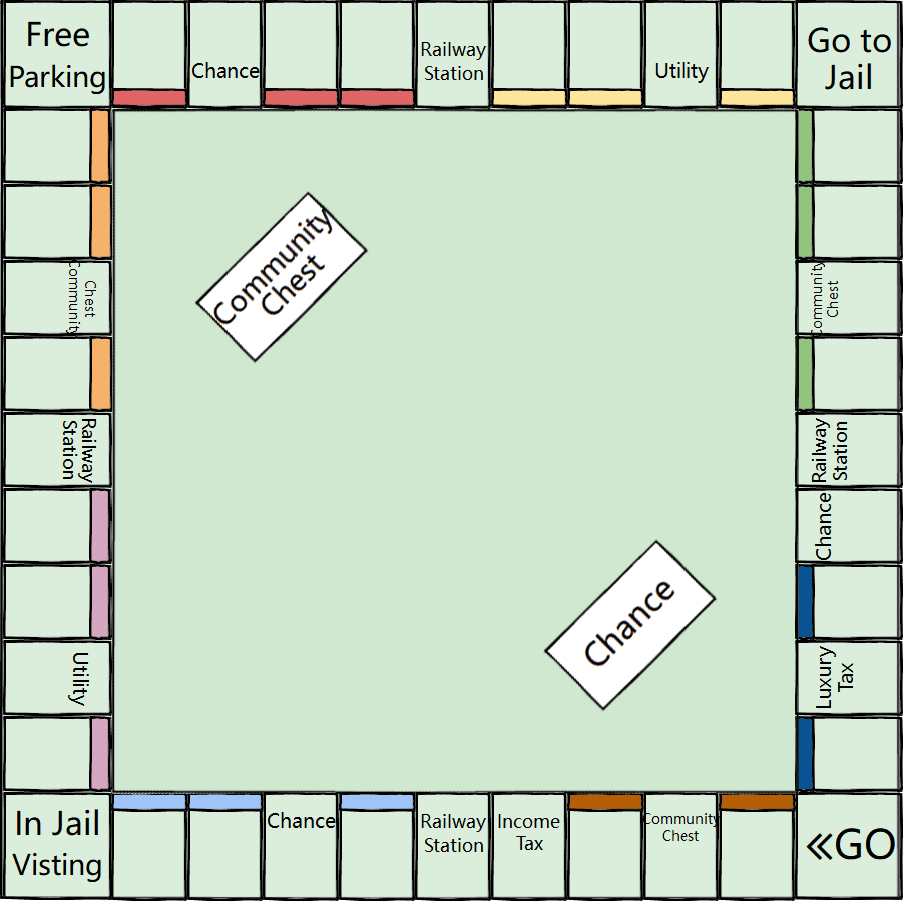 Free
Parking
Chance
Railway
Station
Utility
Go to
Jail
Community
Chest
Community
Chest
Community
Chest
Railway
Station
Railway
Station
Chance
Chance
Utility
Luxury
Tax
In Jail
Visting
Chance
Railway
Station
Income
Tax
Community
Chest
«GO